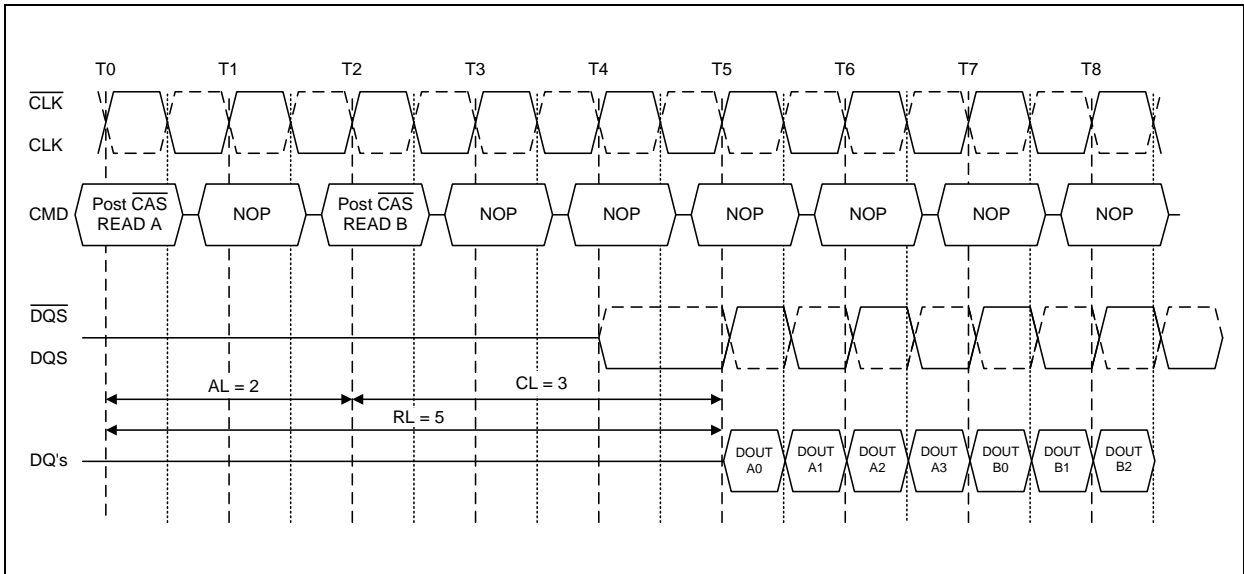 T0 T1 T2 T3 T4 T5 T6 T7 T8
CLK
CLK
CMD
Post CAS
READ A
NOP
Post CAS
READ B
NOP
NOP
NOP
NOP
NOP
NOP
DQS
DQS
AL = 2
CL = 3
RL = 5
DQ's
DOUT
A0
DOUT
A1
DOUT
A2
DOUT
A3
DOUT
B0
DOUT
B1
DOUT
B2